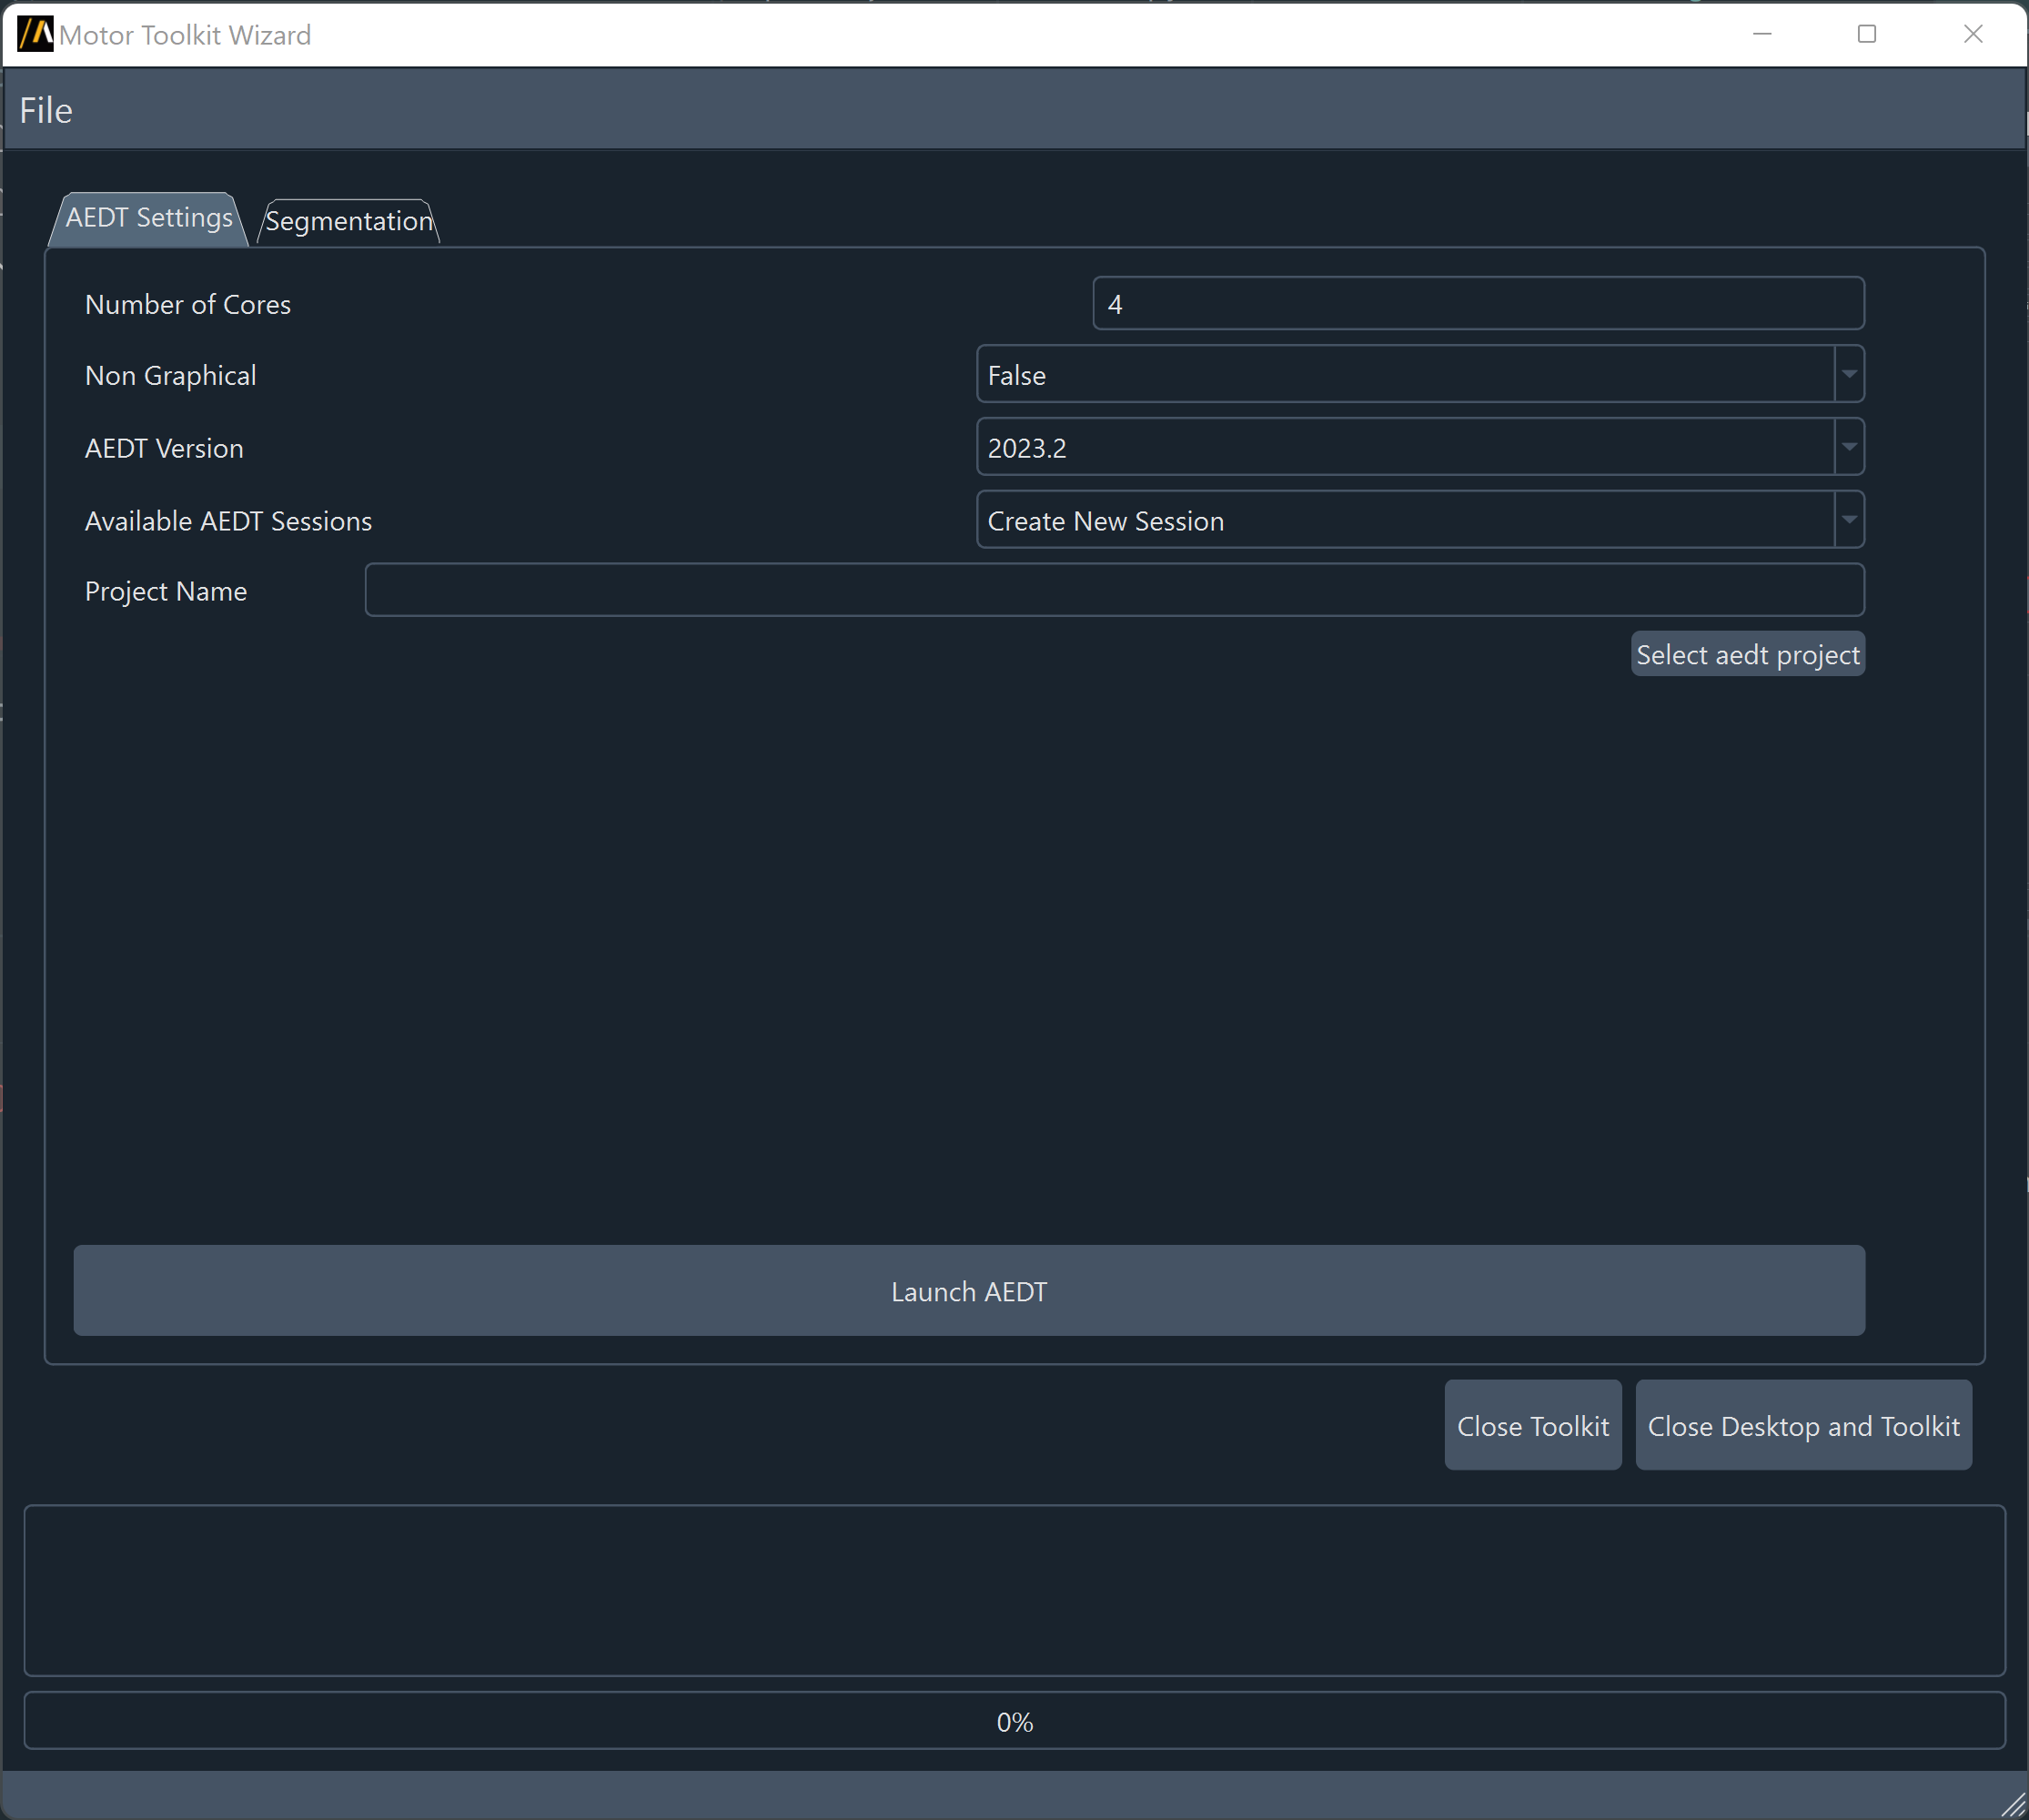 Motor Toolkit Wizard
File
AEDT Settings
Segmentation
Number of Cores
4
Non Graphical
False
AEDT Version
2023.2
Available AEDT Sessions
Create New Session
Project Name
Select aedt project
Launch AEDT
Close Toolkit
Close Desktop and Toolkit
0%